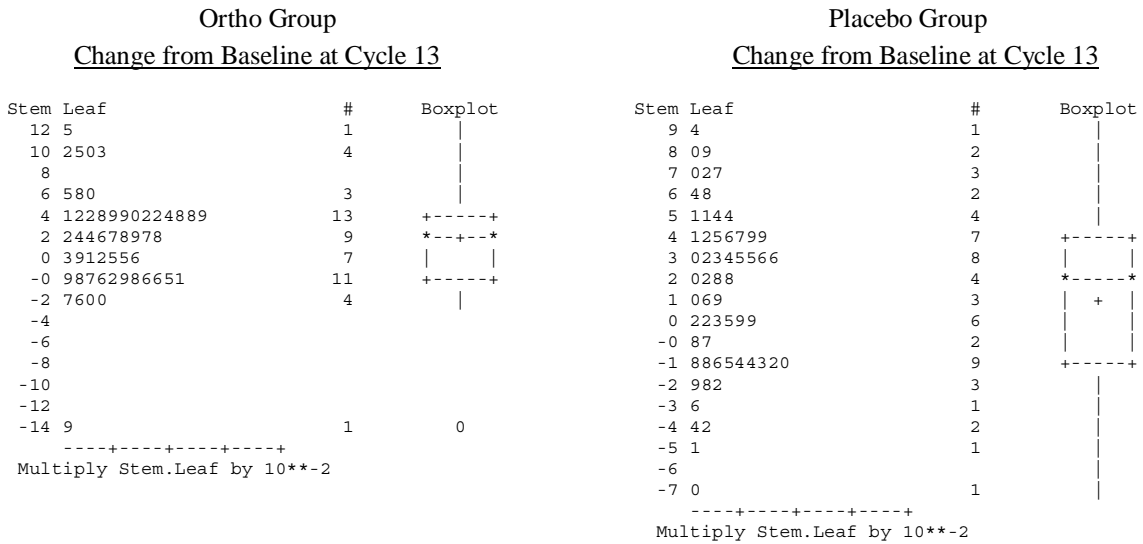 Ortho Group
Change from Baseline at Cycle 13
Stem Leaf # Boxplot
12 5 1 |
10 2503 4 |
8 |
6 580 3 |
4 1228990224889 13 +-----+
2 244678978 9 *--+--*
0 3912556 7 | |
-0 98762986651 11 +-----+
-2 7600 4 |
-4
-6
-8
-10
-12
-14 9 1 0
----+----+----+----+
Multiply Stem.Leaf by 10**-2
Placebo Group
Change from Baseline at Cycle 13
Stem Leaf # Boxplot
9 4 1 |
8 09 2 |
7 027 3 |
6 48 2 |
5 1144 4 |
4 1256799 7 +-----+
3 02345566 8 | |
2 0288 4 *-----*
1 069 3 | + |
0 223599 6 | |
-0 87 2 | |
-1 886544320 9 +-----+
-2 982 3 |
-3 6 1 |
-4 42 2 |
-5 1 1 |
-6 |
-7 0 1 |
----+----+----+----+
Multiply Stem.Leaf by 10**-2